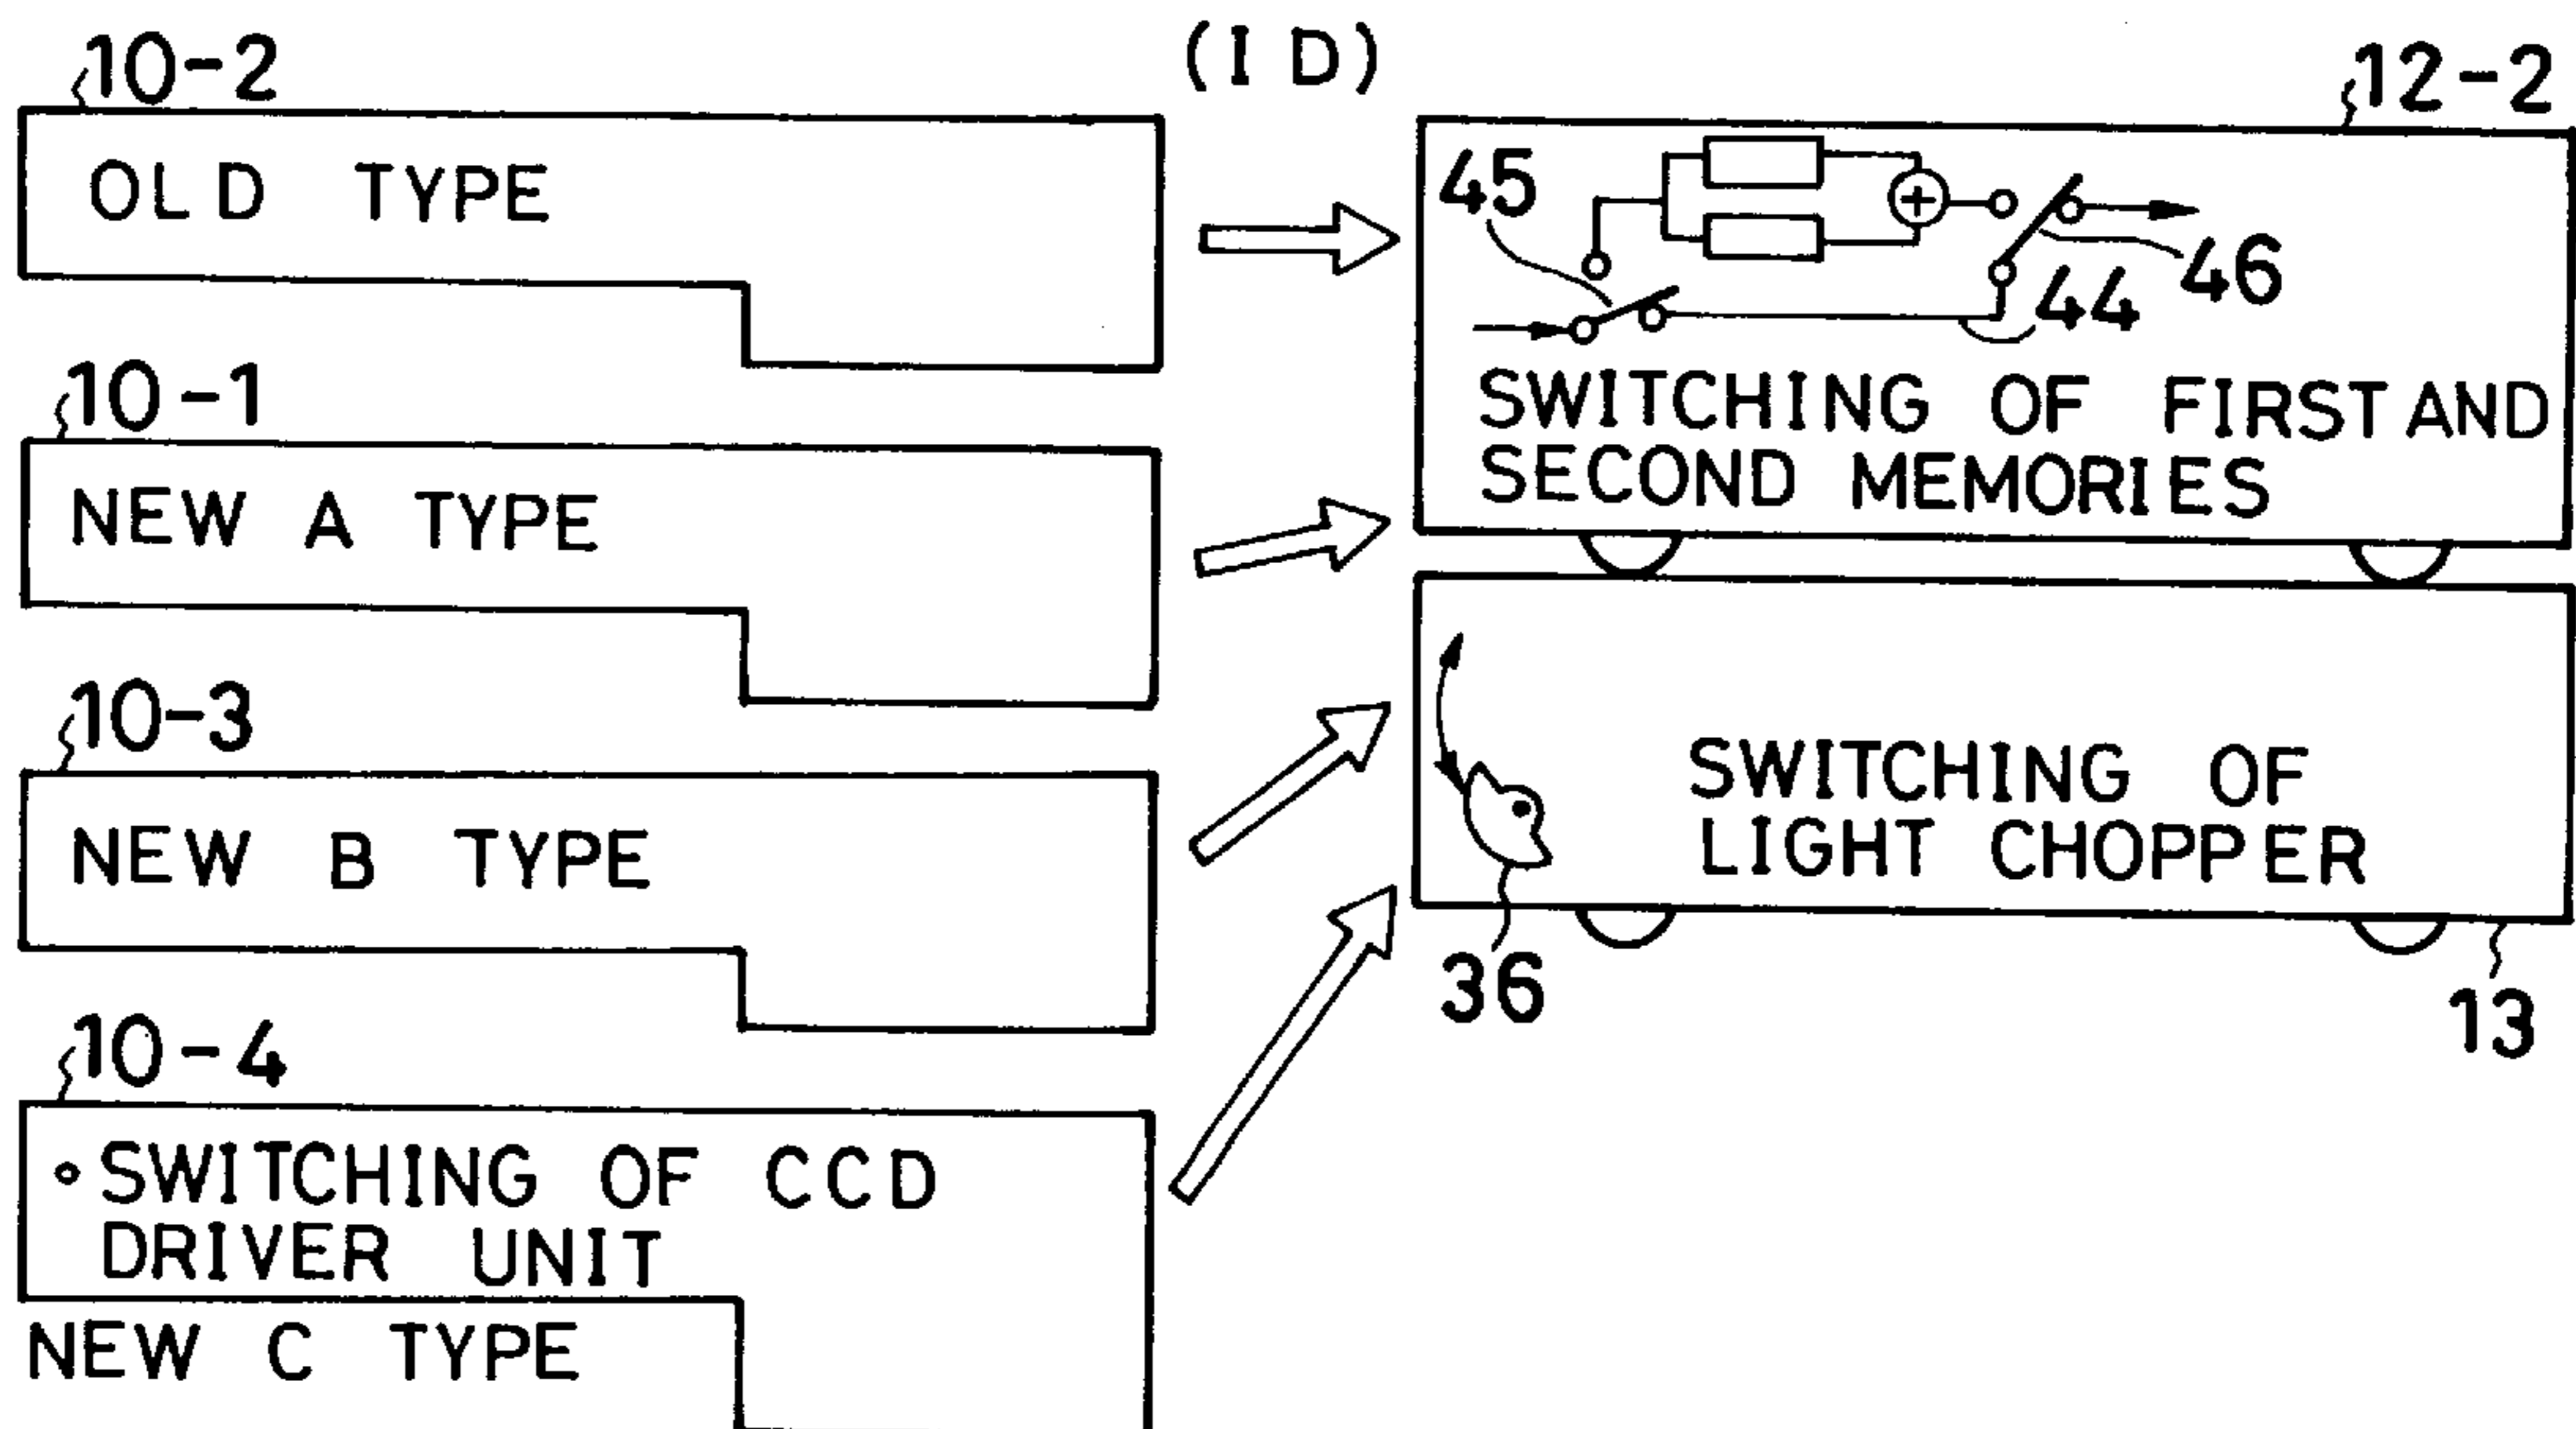 (ID)
10-2
OLD TYPE
10-1
NEW A TYPE
10-3
NEW B TYPE
10-4
SWITCHING OF CCD
DRIVER UNIT
NEW C TYPE
12-2
45
+
46
44
SWITCHING OF FIRST AND
SECOND MEMORIES
SWITCHING OF
LIGHT CHOPPER
36
13